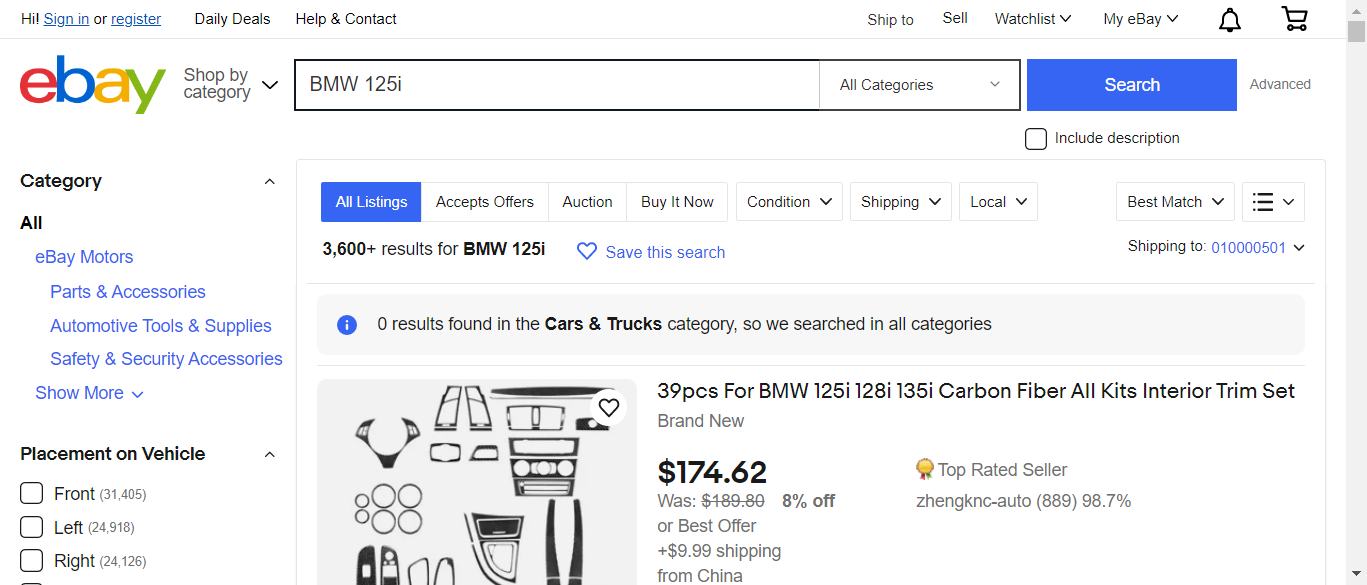 Hi! Sign in or register Daily Deals Help & Contact Ship to Sell Watchlist My eBay
ebay Shop by category BMW 125i All Categories Search Advanced
Include description
Category
All
eBay Motors
Parts & Accessories
Automotive Tools & Supplies
Safety & Security Accessories
Show More
Placement on Vehicle
Front (31,405)
Left (24,918)
Right (24,126)
All Listings Accepts Offers Auction Buy It Now Condition Shipping Local Best Match
3,600+ results for BMW 125i Save this search Shipping to: 010000501
0 results found in the Cars & Trucks category, so we searched in all categories
39pcs For BMW 125i 128i 135i Carbon Fiber All Kits Interior Trim Set
Brand New
$174.62
Was: $189.80 8% off
or Best Offer
+$9.99 shipping
from China
Top Rated Seller
zhengknc-auto (889) 98.7%